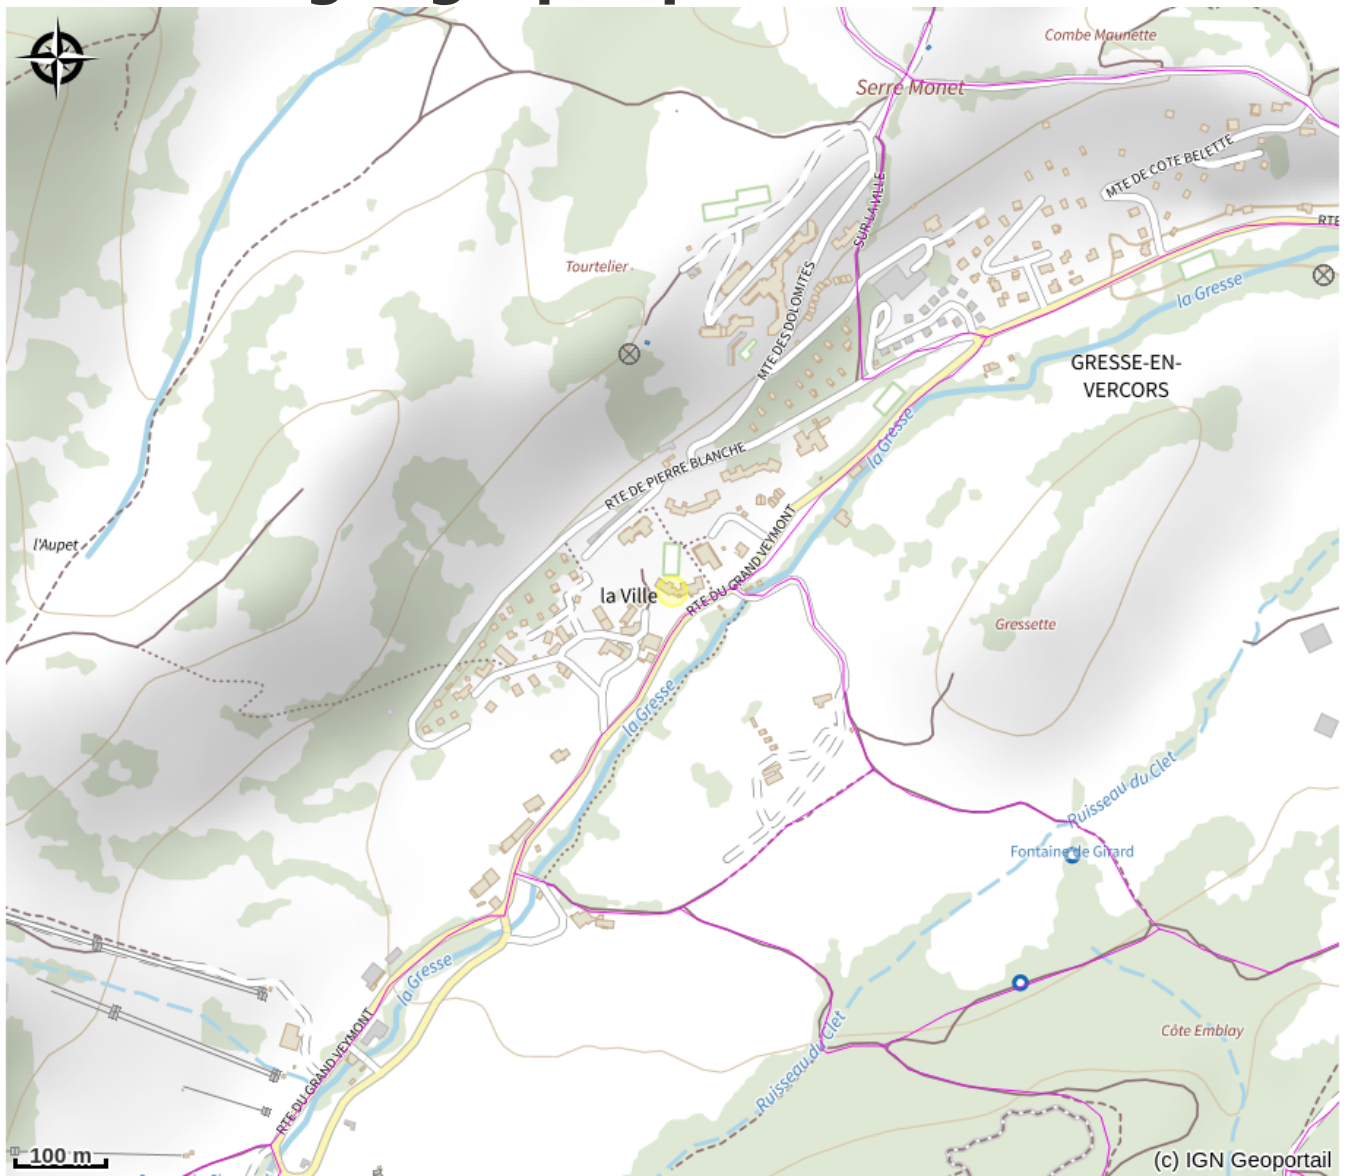 Combe Maunette
Serre Monet
MTE DE COTE BELETTE
SUR LA VILLE
RTE
Tourtelier
la Gresse
MTE DES DOLOMITES
GRESSE-EN-
VERCORS
la Gresse
RTE DE PIERRE BLANCHE
l'Aupet
RTE DU GRAND VEYMONT
la Ville
Gressette
la Gresse
Ruisseau du Clet
Fontaine de Girard
la Gresse
Côte Emblay
RTE DU GRAND VEYMONT
Ruisseau du Clet
100 m
(c) IGN Geoportail